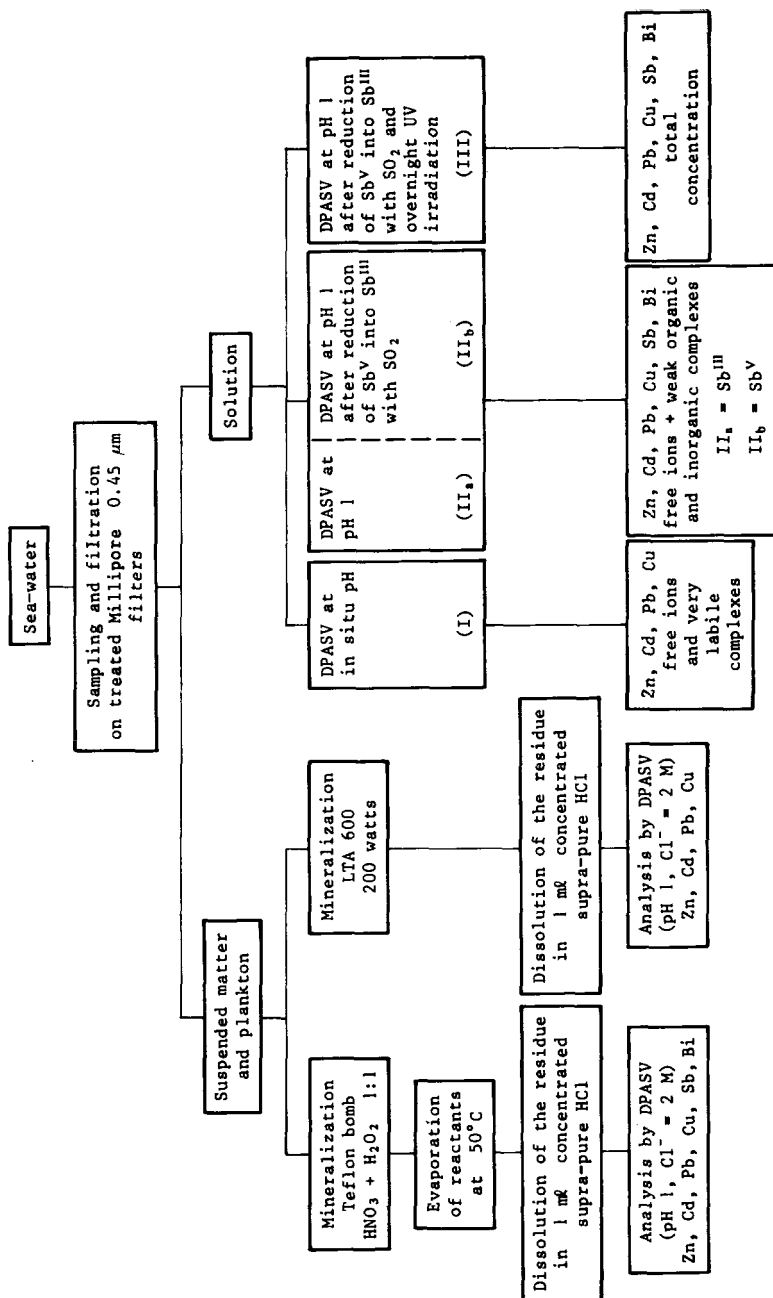 Sea-water
Sampling and filtration
on treated Millipore 0.45 µm
filters
Suspended matter
and plankton
Solution
Mineralization
Teflon bomb
HNO₃ + H₂O₂ 1:1
Evaporation
of reactants
at 50°C
Dissolution of the residue
in 1 mℓ concentrated
supra-pure HCl
Analysis by DPASV
(pH 1, Cl⁻ = 2 M)
Zn, Cd, Pb, Cu, Sb, Bi
Mineralization
LTA 600
200 watts
Dissolution of the residue
in 1 mℓ concentrated
supra-pure HCl
Analysis by DPASV
(pH 1, Cl⁻ = 2 M)
Zn, Cd, Pb, Cu
DPASV at
in situ pH
(I)
Zn, Cd, Pb, Cu
free ions
and very
labile
complexes
DPASV at
pH 1
(IIₐ)
DPASV at pH 1
after reduction
of Sbⱽ into Sbᴵᴵᴵ
with SO₂
(II_b)
Zn, Cd, Pb, Cu, Sb, Bi
free ions + weak organic
and inorganic complexes
IIₐ = Sbᴵᴵᴵ
II_b = Sbⱽ
DPASV at pH 1
after reduction
of Sbⱽ into Sbᴵᴵᴵ
with SO₂ and
overnight UV
irradiation
(III)
Zn, Cd, Pb, Cu, Sb, Bi
total
concentration